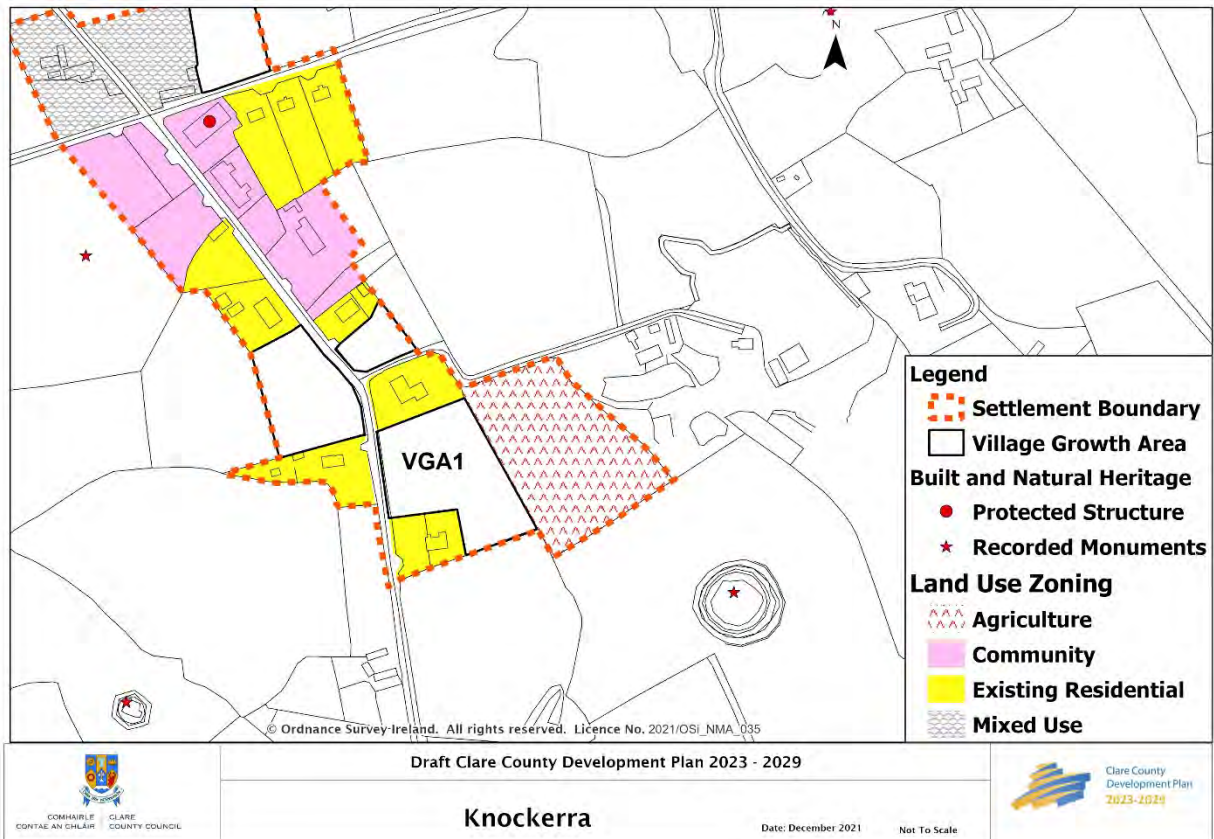 N
VGA1
Legend
Settlement Boundary
Village Growth Area
Built and Natural Heritage
Protected Structure
Recorded Monuments
Land Use Zoning
Agriculture
Community
Existing Residential
Mixed Use
© Ordnance Survey Ireland. All rights reserved. Licence No. 2021/OSi_NMA_035
Draft Clare County Development Plan 2023 - 2029
Knockerra
Date: December 2021
Not To Scale
COMHAIRLE CLARE
CONTAE AN CHLÁIR COUNTY COUNCIL
Clare County
Development Plan
2023-2029